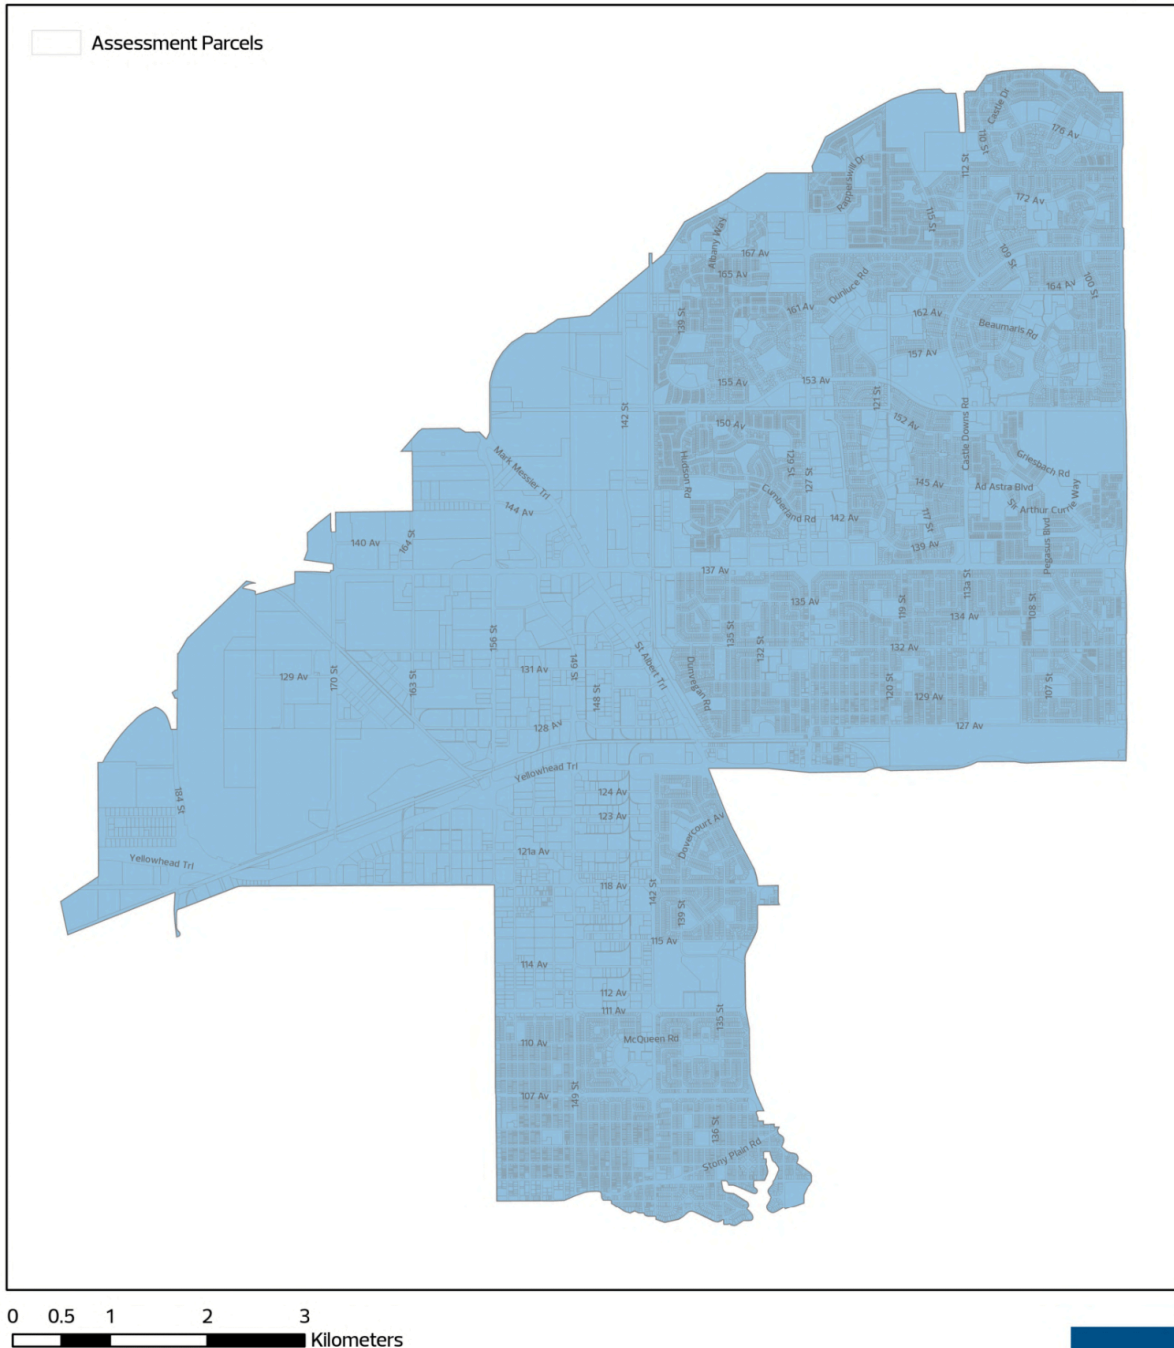 Assessment Parcels
Castle Dr
176 Av
110 St
112 St
Rapperswill Dr
172 Av
115 St
Albany Way
167 Av
109 St
165 Av
Dunluce Rd
164 Av
100 St
161 Av
162 Av
139 St
Beaumaris Rd
157 Av
155 Av
153 Av
121 St
142 St
150 Av
152 Av
Castle Downs Rd
Mark Messier Trl
Hudson Rd
129 St
127 St
Griesbach Rd
145 Av
Ad Astra Blvd
144 Av
Cumberland Rd
142 Av
117 St
Sir Arthur Currie Way
140 Av
164 St
139 Av
Pegasus Blvd
137 Av
113a St
135 Av
119 St
134 Av
108 St
156 St
135 St
132 St
132 Av
St Albert Trl
149 St
131 Av
129 Av
170 St
163 St
148 St
Dunvegan Rd
120 St
129 Av
107 St
128 Av
127 Av
Yellowhead Trl
184 St
124 Av
123 Av
Dovercourt Av
121a Av
Yellowhead Trl
118 Av
142 St
139 St
115 Av
114 Av
112 Av
111 Av
135 St
110 Av
McQueen Rd
107 Av
149 St
136 St
Stony Plain Rd
0 0.5 1 2 3
Kilometers